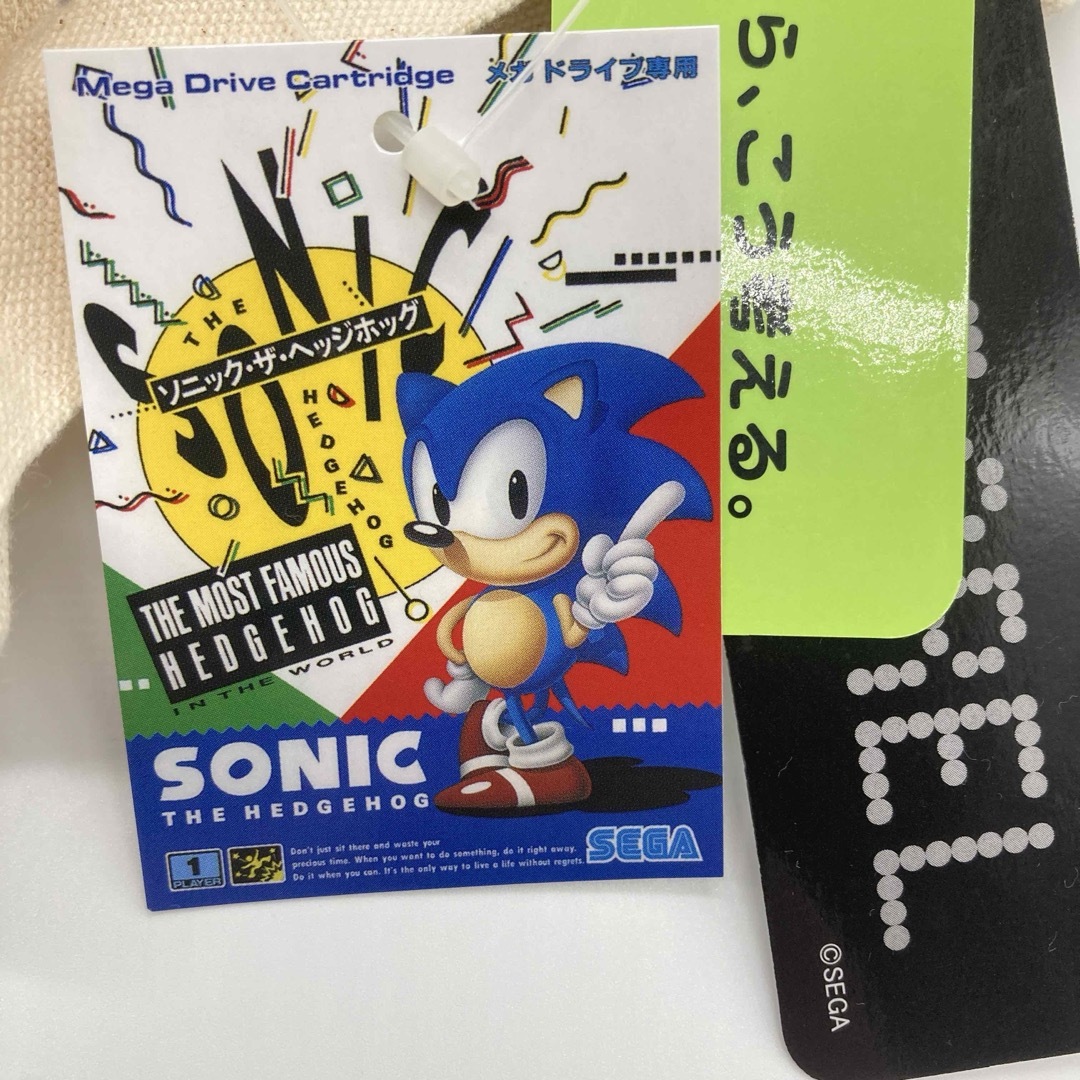 Mega Drive Cartridge
メガドライブ専用
THE
SONIC
ソニック・ザ・ヘッジホッグ
HEDGEHOG
THE MOST FAMOUS
HEDGEHOG
IN THE WORLD
SONIC
THE HEDGEHOG
1
PLAYER
Don't just sit there and waste your
precious time. When you want to do something, do it right away.
Do it when you can. It's the only way to live a life without regrets.
SEGA
ら、こう言える。
©SEGA